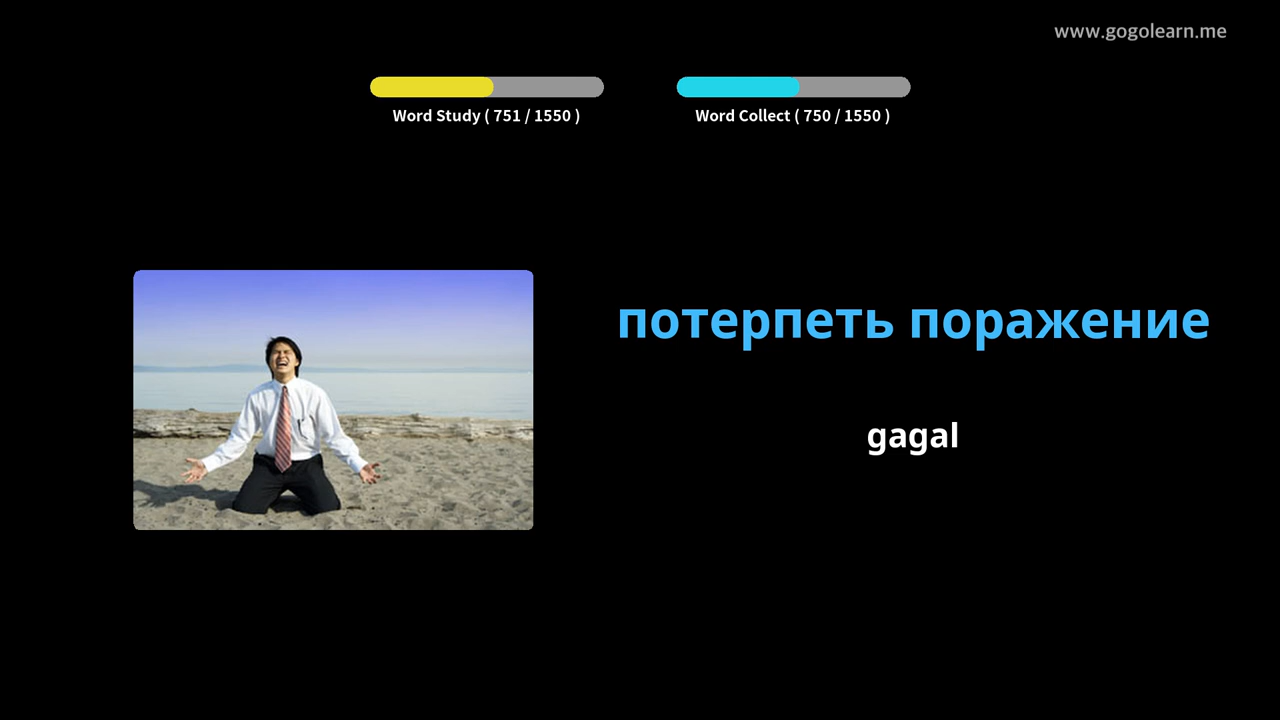 www.gogolearn.me
Word Study ( 751 / 1550 )
Word Collect ( 750 / 1550 )
потерпеть поражение
gagal